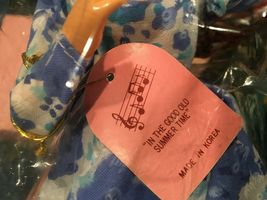 "IN THE GOOD OLD
SUMMER TIME"
MADE IN KOREA